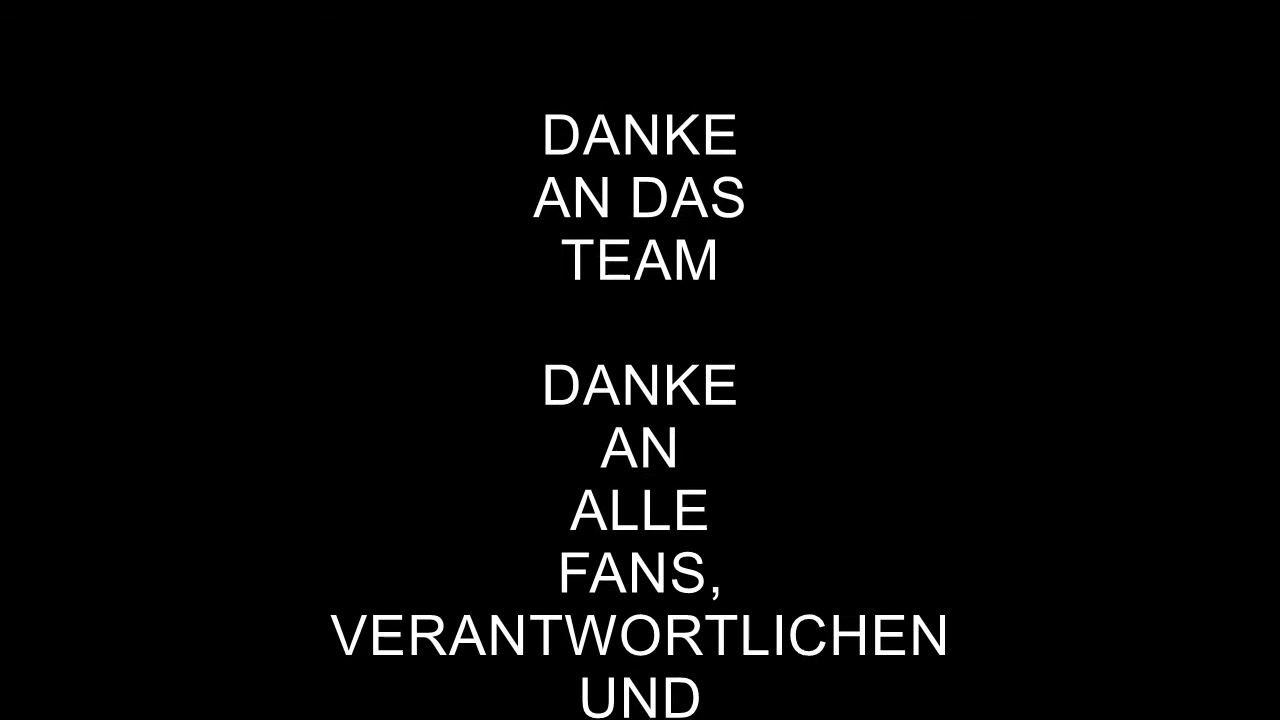 DANKE
AN DAS
TEAM
DANKE
AN
ALLE
FANS,
VERANTWORTLICHEN
UND